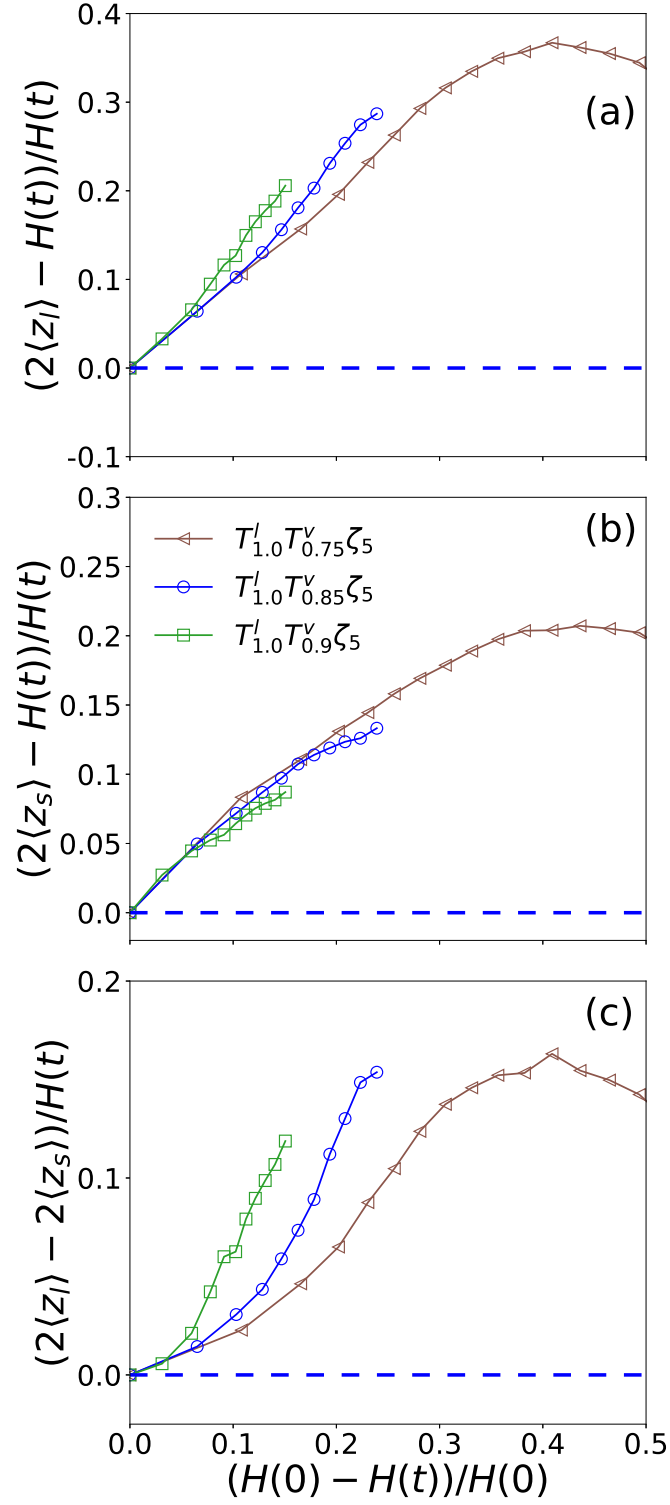 (a)
(2⟨z_l⟩ − H(t))/H(t)
0.4
0.3
0.2
0.1
0.0
-0.1
(b)
(2⟨z_s⟩ − H(t))/H(t)
0.3
0.25
0.2
0.15
0.1
0.05
0.0
T^l_{1.0}T^v_{0.75}ζ_5
T^l_{1.0}T^v_{0.85}ζ_5
T^l_{1.0}T^v_{0.9}ζ_5
(c)
(2⟨z_l⟩ − 2⟨z_s⟩)/H(t)
0.2
0.1
0.0
0.0 0.1 0.2 0.3 0.4 0.5
(H(0) − H(t))/H(0)